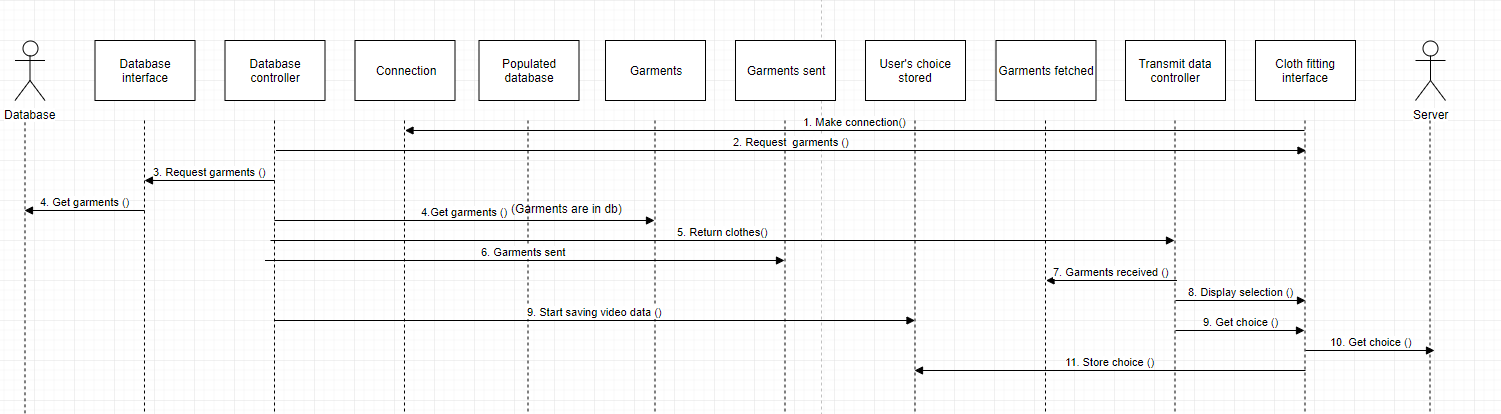 Database
interface
Database
controller
Connection
Populated
database
Garments
Garments sent
User's choice
stored
Garments fetched
Transmit data
controller
Cloth fitting
interface
Database
Server
1. Make connection()
2. Request garments ()
3. Request garments ()
4. Get garments ()
4.Get garments () (Garments are in db)
5. Return clothes()
6. Garments sent
7. Garments received ()
8. Display selection ()
9. Start saving video data ()
9. Get choice ()
10. Get choice ()
11. Store choice ()